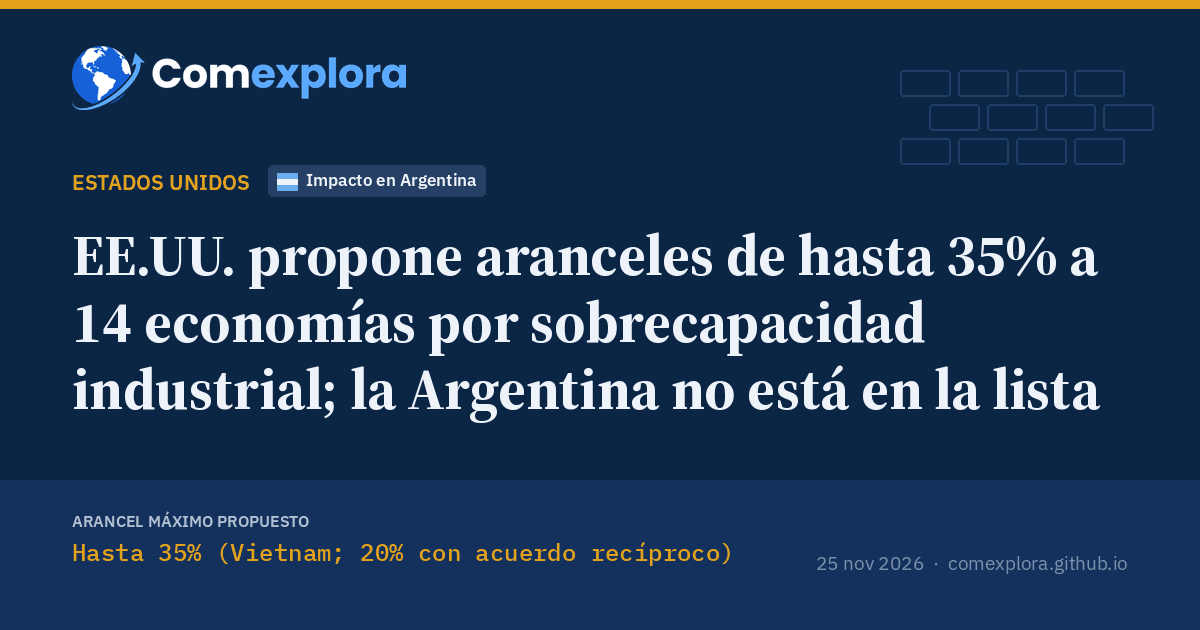 Comexplora
ESTADOS UNIDOS
Impacto en Argentina
EE.UU. propone aranceles de hasta 35% a
14 economías por sobrecapacidad
industrial; la Argentina no está en la lista
ARANCEL MÁXIMO PROPUESTO
Hasta 35% (Vietnam; 20% con acuerdo recíproco)
25 nov 2026 · comexplora.github.io